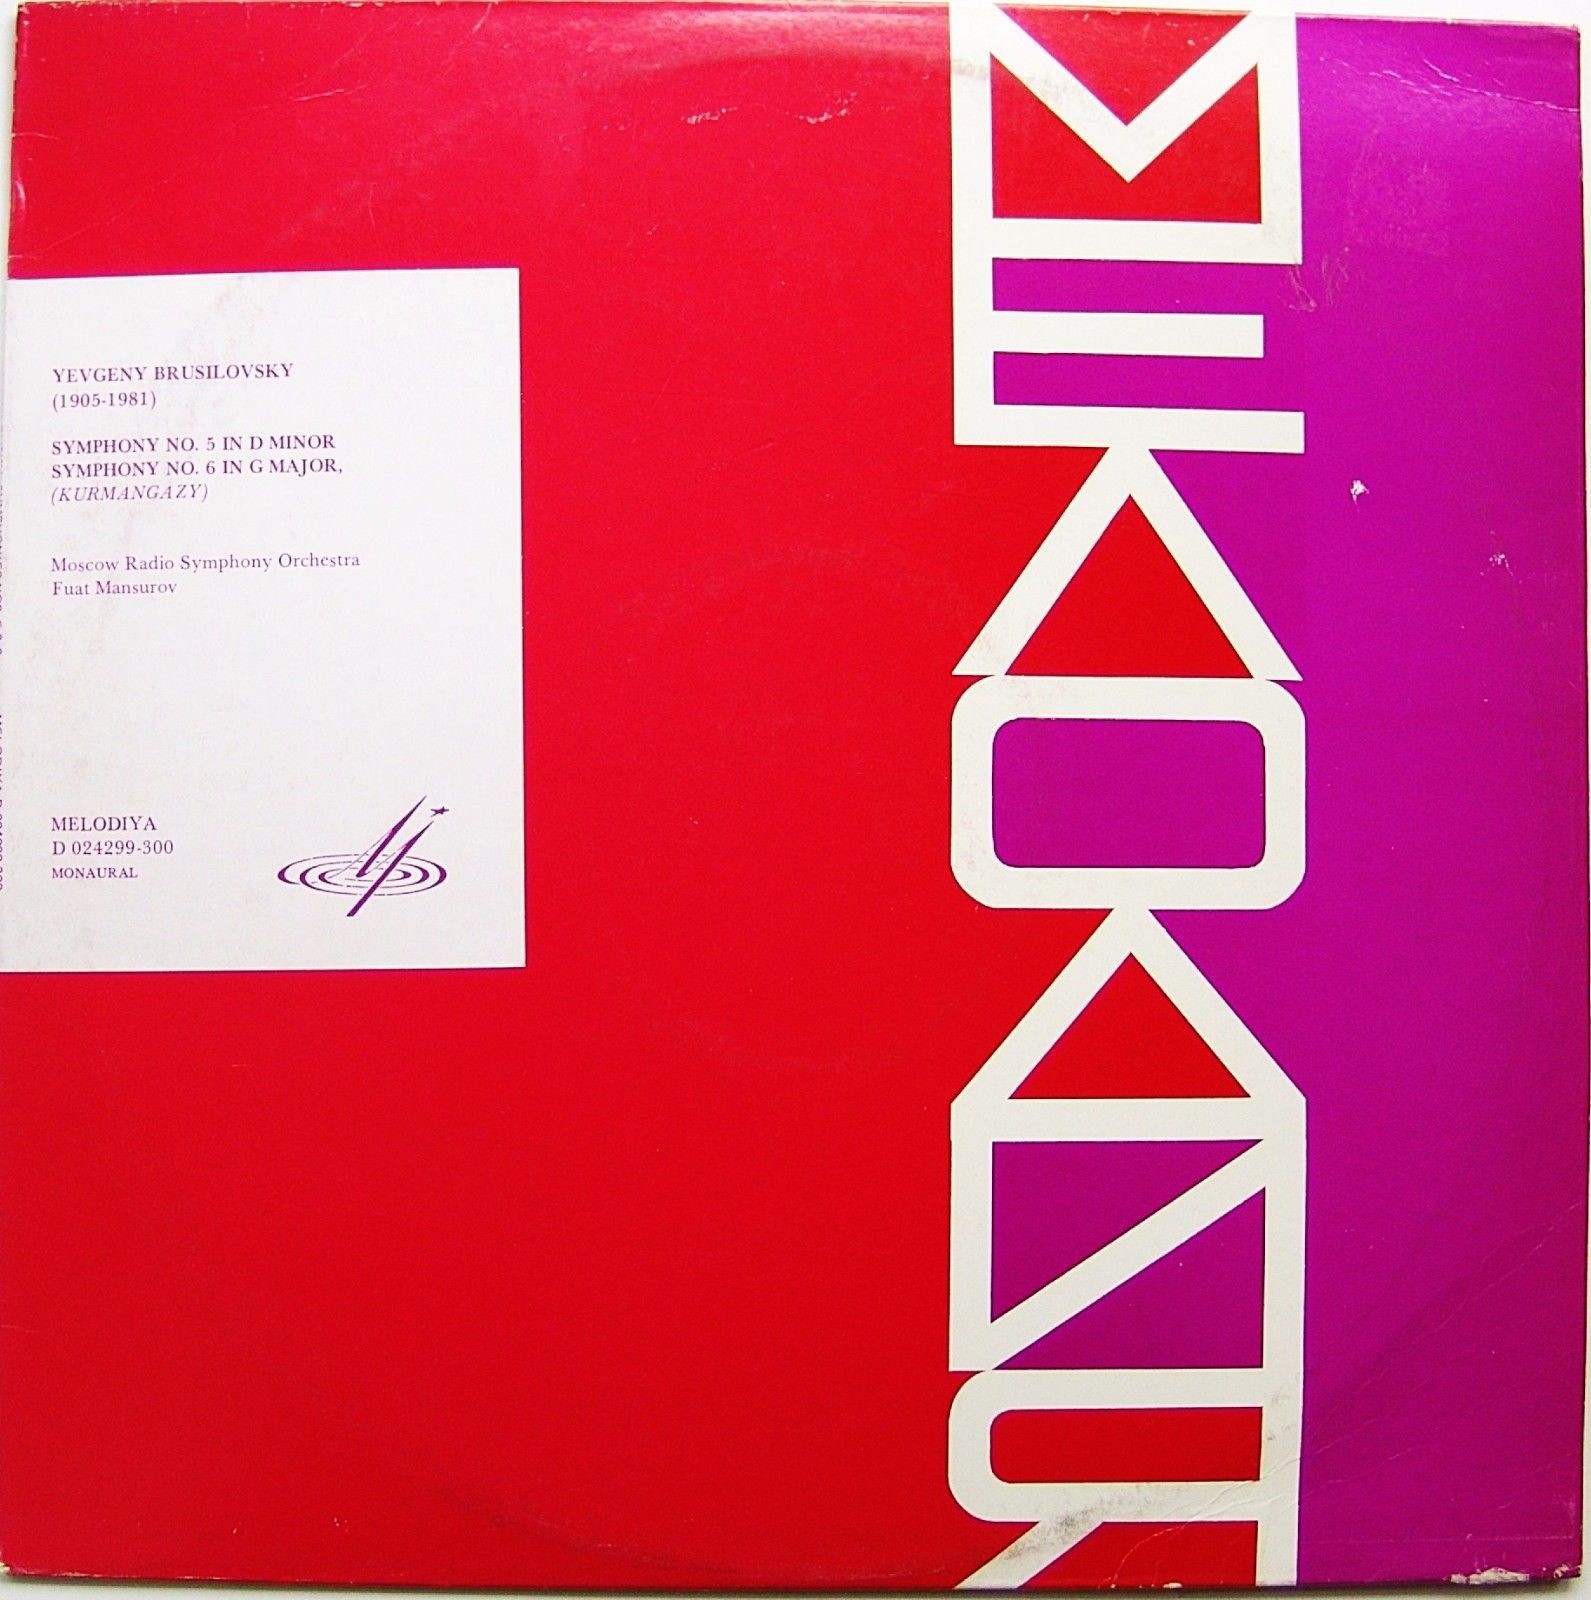 YEVGENY BRUSILOVSKY
(1905-1981)
SYMPHONY NO. 5 IN D MINOR
SYMPHONY NO. 6 IN G MAJOR,
(KURMANGAZY)
Moscow Radio Symphony Orchestra
Fuat Mansurov
MELODIYA
D 024299-300
MONAURAL
МЕЛОДИЯ